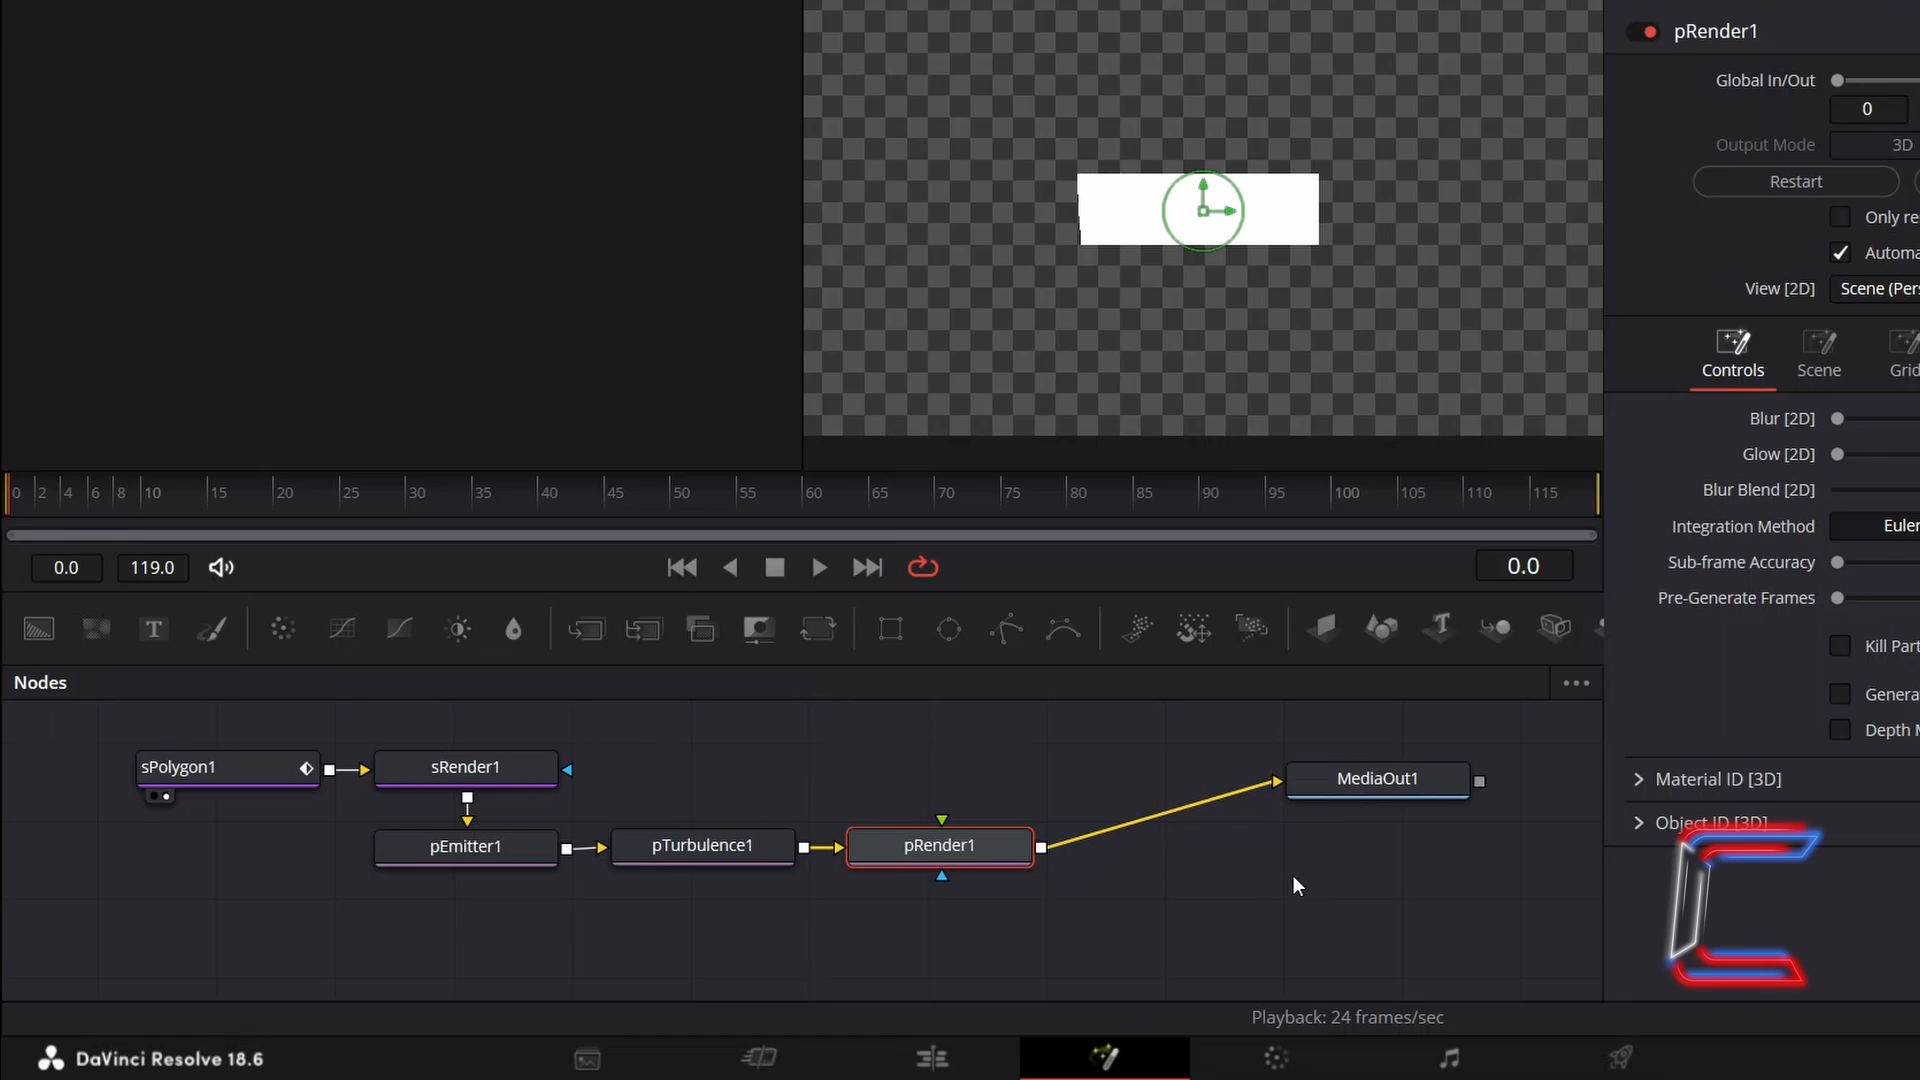 pRender1
Global In/Out
0
Output Mode 3D
Restart
Only re
Automa
View [2D] Scene (Pers
Controls Scene Grid
Blur [2D]
Glow [2D]
Blur Blend [2D]
Integration Method Euler
Sub-frame Accuracy
Pre-Generate Frames
Kill Part
Genera
Depth M
Material ID [3D]
Object ID [3D]
0 2 4 6 8 10 15 20 25 30 35 40 45 50 55 60 65 70 75 80 85 90 95 100 105 110 115
0.0 119.0 0.0
T
Nodes
sPolygon1 sRender1 MediaOut1
pEmitter1 pTurbulence1 pRender1
Playback: 24 frames/sec
DaVinci Resolve 18.6